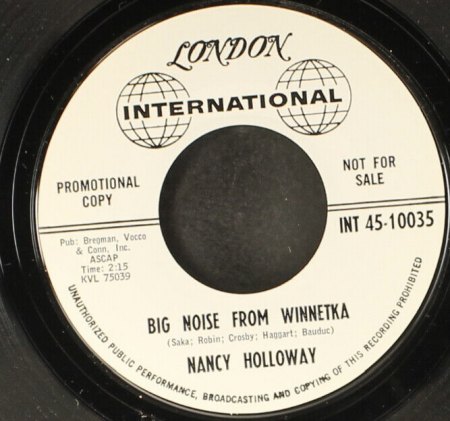 LONDON
INTERNATIONAL
PROMOTIONAL
COPY
NOT FOR
SALE
Pub: Bregman, Vocco
& Conn, Inc.
ASCAP
Time: 2:15
KVL 75039
INT 45-10035
BIG NOISE FROM WINNETKA
(Saka; Robin; Crosby; Haggart; Bauduc)
NANCY HOLLOWAY
UNAUTHORIZED PUBLIC PERFORMANCE, BROADCASTING AND COPYING OF THIS RECORDING PROHIBITED